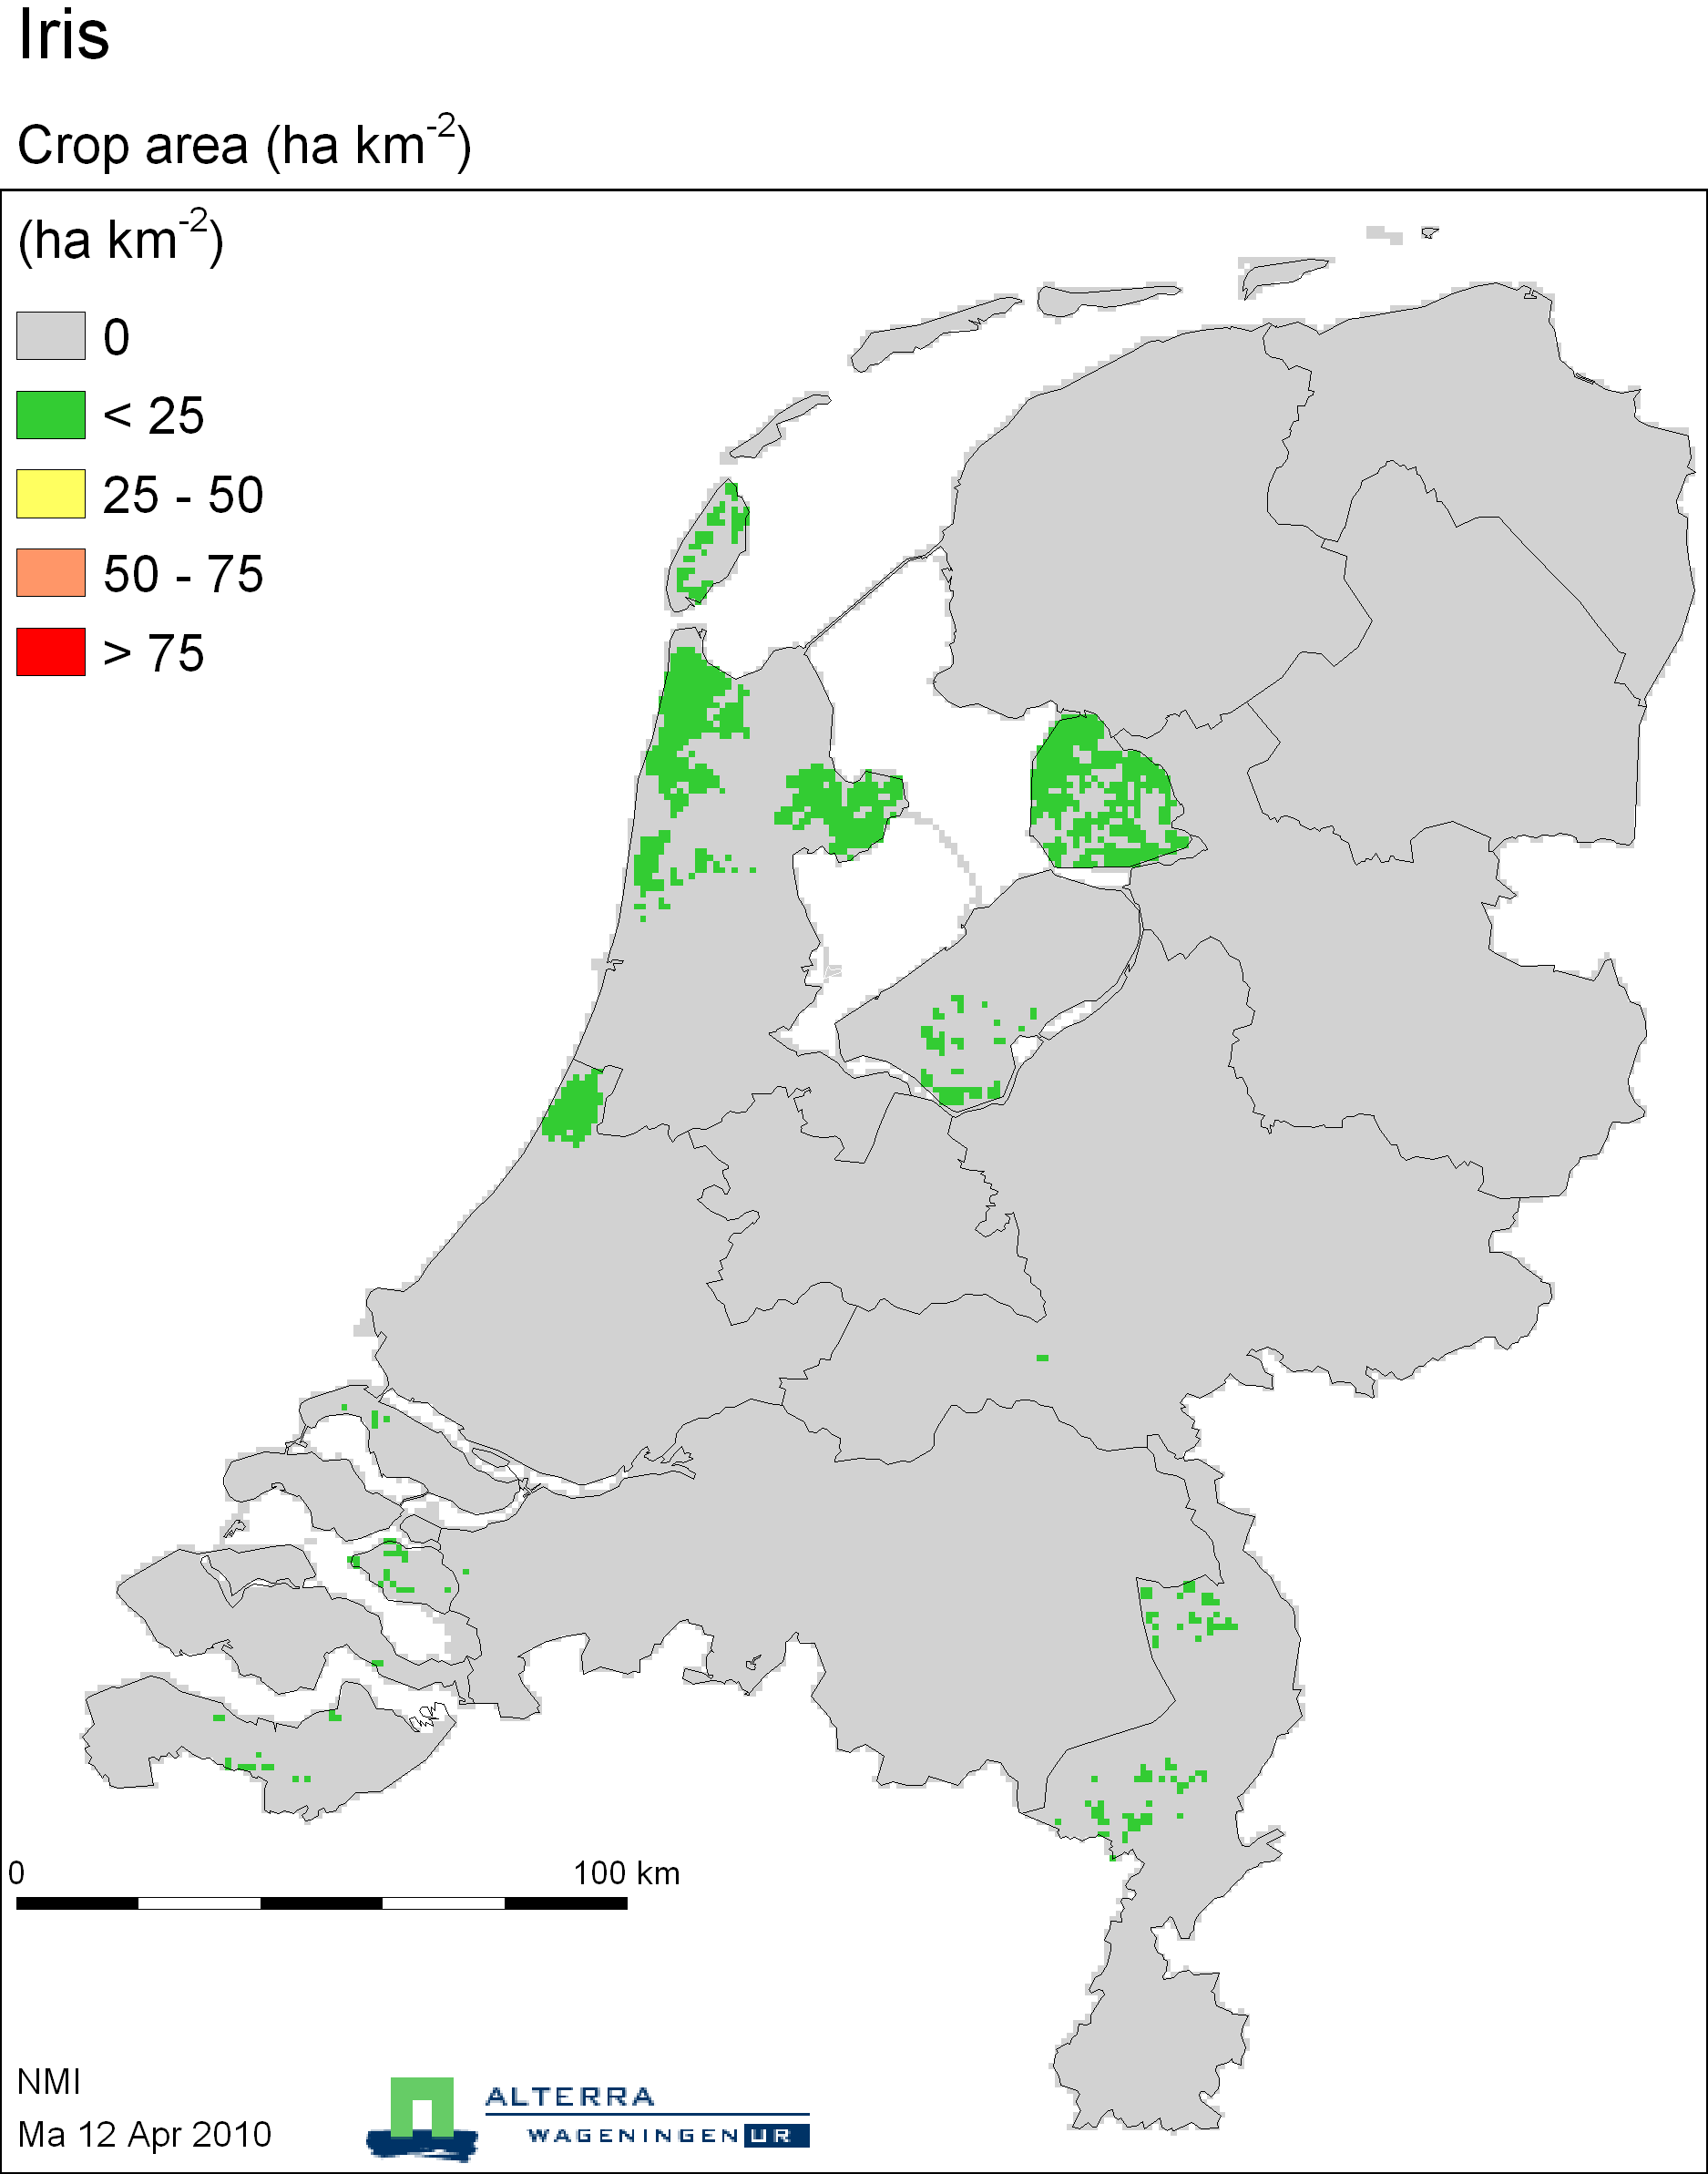 Iris
Crop area (ha km-2)
(ha km-2)
0
< 25
25 - 50
50 - 75
> 75
0 100 km
NMI
Ma 12 Apr 2010
ALTERRA
WAGENINGEN UR